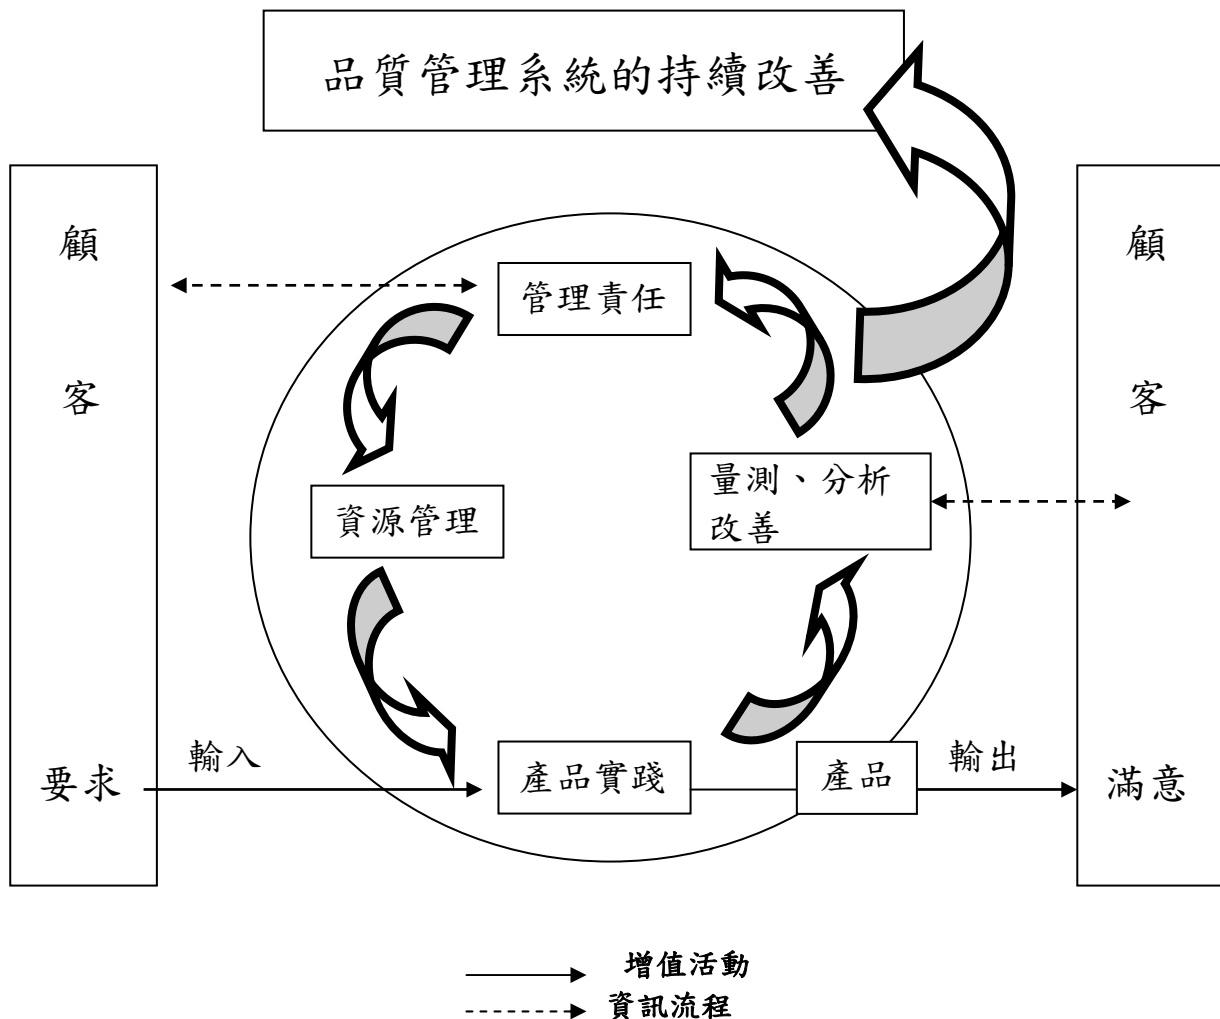 品質管理系統的持續改善
顧
客
要求
顧
客
滿意
管理責任
資源管理
量測、分析
改善
輸入
產品實踐
產品
輸出
增值活動
資訊流程